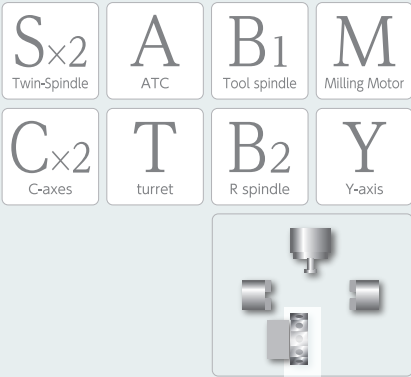 S×2 A B1 M
Twin-Spindle ATC Tool spindle Milling Motor
C×2 T B2 Y
C-axes turret R spindle Y-axis